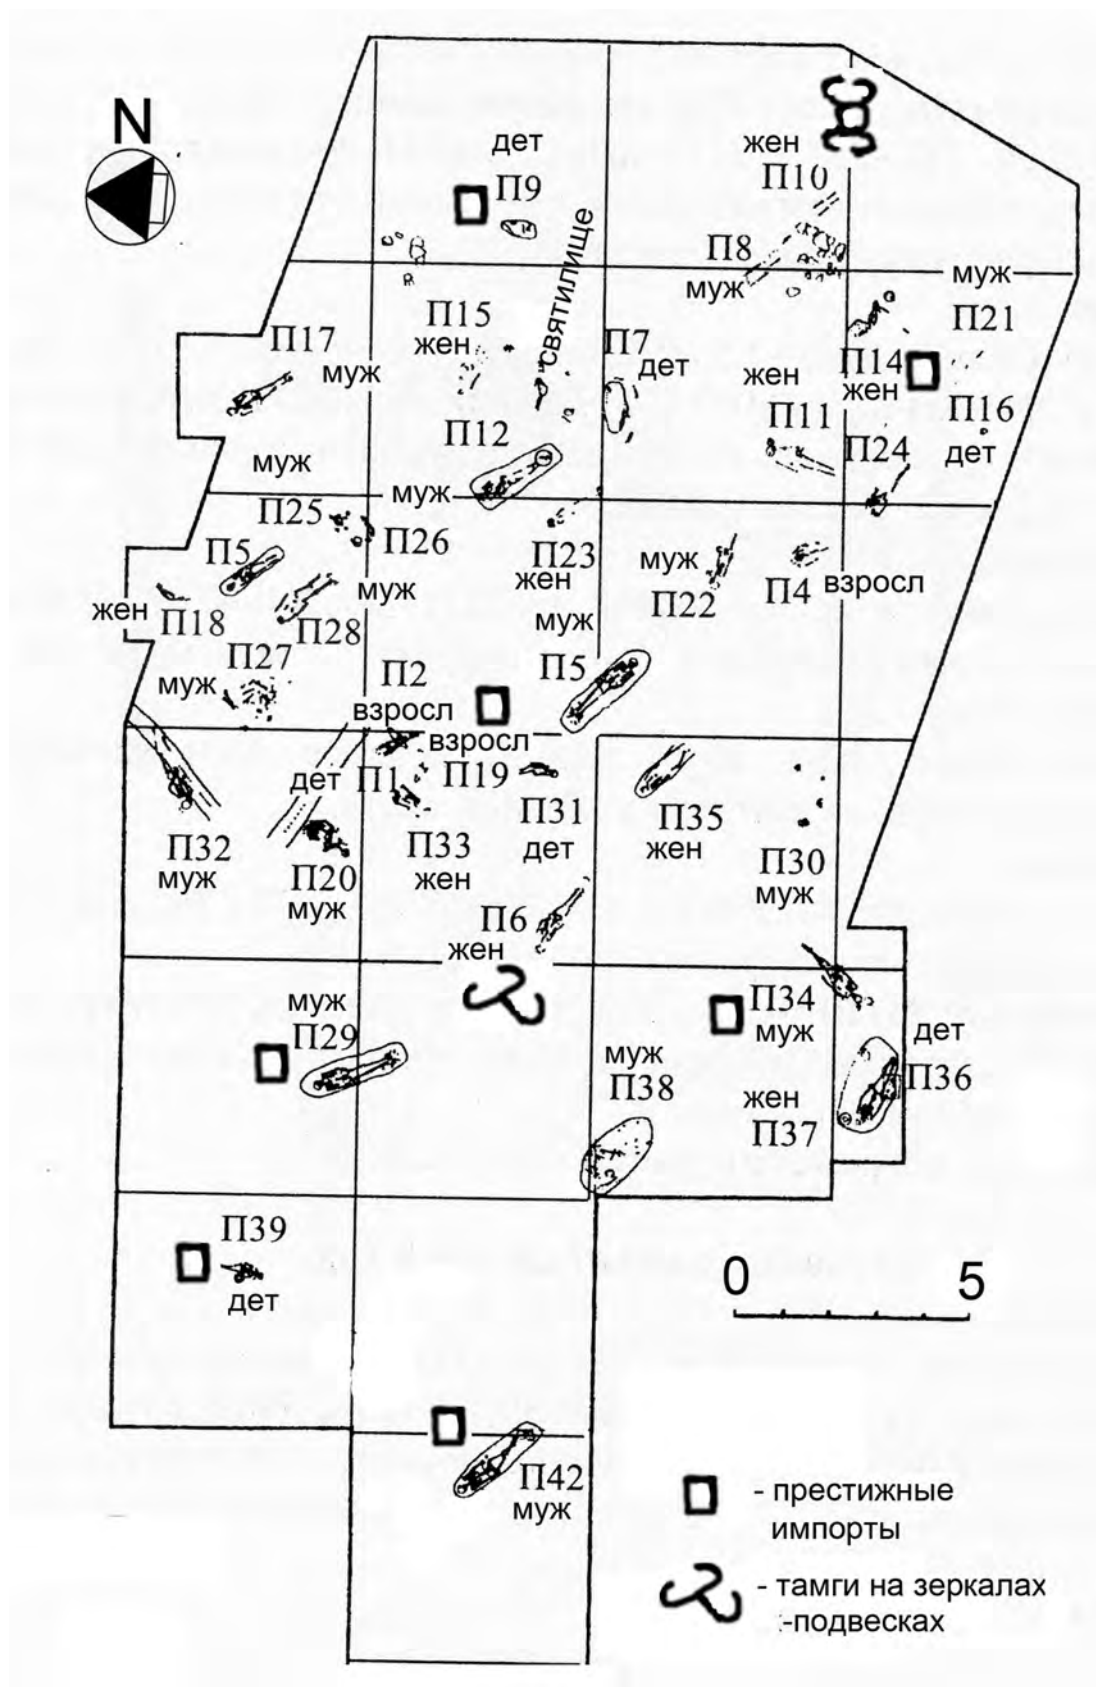 N
дет
П9
жен
П10
святилище
П8
муж
муж
П21
П15
жен
П17
муж
П7
дет
П14
жен
жен
П11
П16
дет
П12
П24
муж
муж
П25
П26
П5
П23
жен
муж
П22
П4
взросл
муж
жен
П18
П28
муж
П27
муж
П5
П2
взросл
взросл
дет
П1
П19
П31
дет
П35
жен
П32
муж
П20
муж
П33
жен
П30
муж
П6
жен
муж
П29
П34
муж
дет
муж
П38
П36
жен
П37
П39
дет
0 5
П42
муж
- престижные
импорты
- тамги на зеркалах
-подвесках